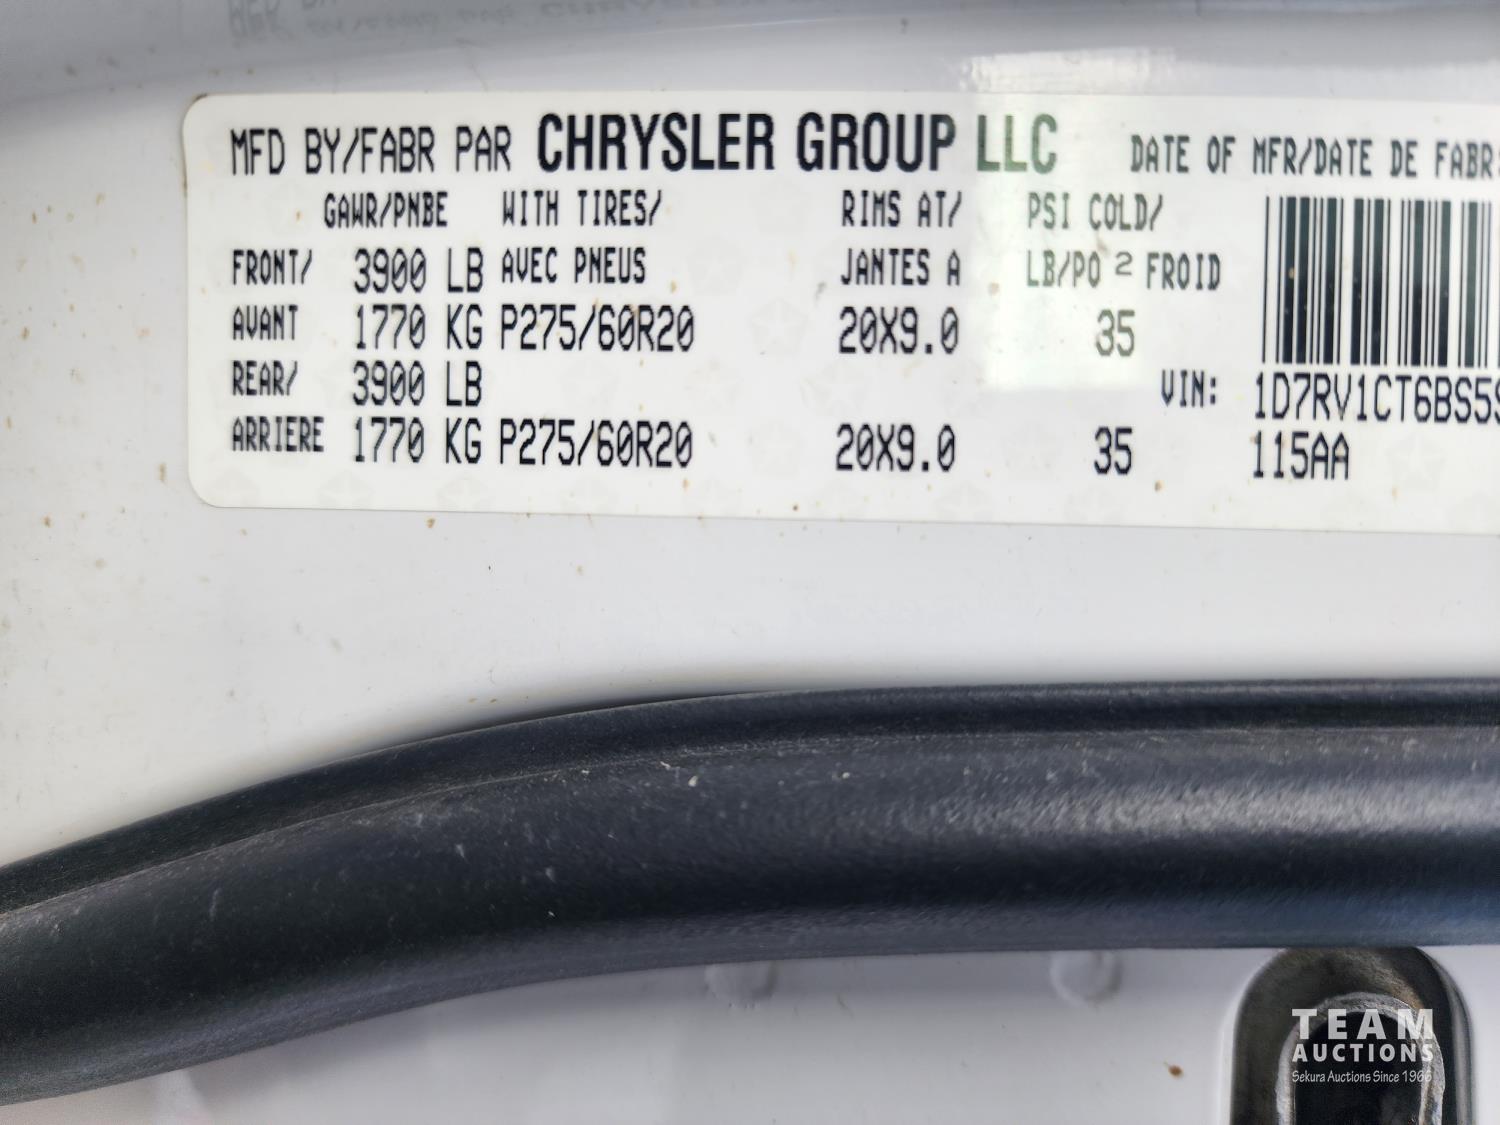 MFD BY/FABR PAR CHRYSLER GROUP LLC DATE OF MFR/DATE DE FABR
GAWR/PNBE WITH TIRES/ RIMS AT/ PSI COLD/
FRONT/ 3900 LB AVEC PNEUS JANTES A LB/PO 2 FROID
AVANT 1770 KG P275/60R20 20X9.0 35
REAR/ 3900 LB VIN: 1D7RV1CT6BS5
ARRIERE 1770 KG P275/60R20 20X9.0 35 115AA
TEAM
AUCTIONS
Sekura Auctions Since 1966